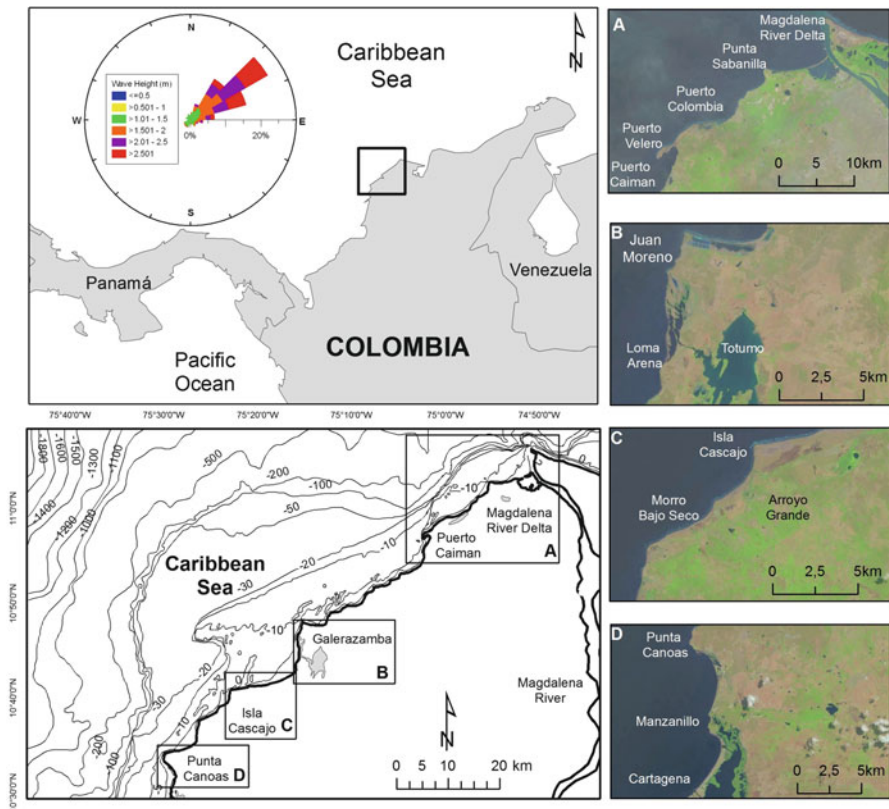 N
W
E
S
Wave Height (m)
<=0.5
>0.501 - 1
>1.01 - 1.5
>1.501 - 2
>2.01 - 2.5
>2.501
0%
20%
Caribbean
Sea
N
Panamá
Venezuela
COLOMBIA
Pacific
Ocean
A
Magdalena
River Delta
Punta
Sabanilla
Puerto
Colombia
Puerto
Velero
Puerto
Caiman
0 5 10km
B
Juan
Moreno
Loma
Arena
Totumo
0 2,5 5km
C
Isla
Cascajo
Morro
Bajo Seco
Arroyo
Grande
0 2,5 5km
D
Punta
Canoas
Manzanillo
Cartagena
0 2,5 5km
75°40'0"W 75°30'0"W 75°20'0"W 75°10'0"W 75°0'0"W 74°50'0"W
11°0'0"N
10°50'0"N
10°40'0"N
0°30'0"N
-1800
-1600
-1500
-1300
-1100
-1400
-1200
-1000
-500
-200
-100
-50
-20
-10
-30
-10
0
-10
-20
0
-30
-10
-200
-100
Caribbean
Sea
Magdalena
River Delta
Puerto
Caiman
A
Galerazamba
B
Isla
Cascajo
C
Punta
Canoas
D
Magdalena
River
N
0 10 20 km